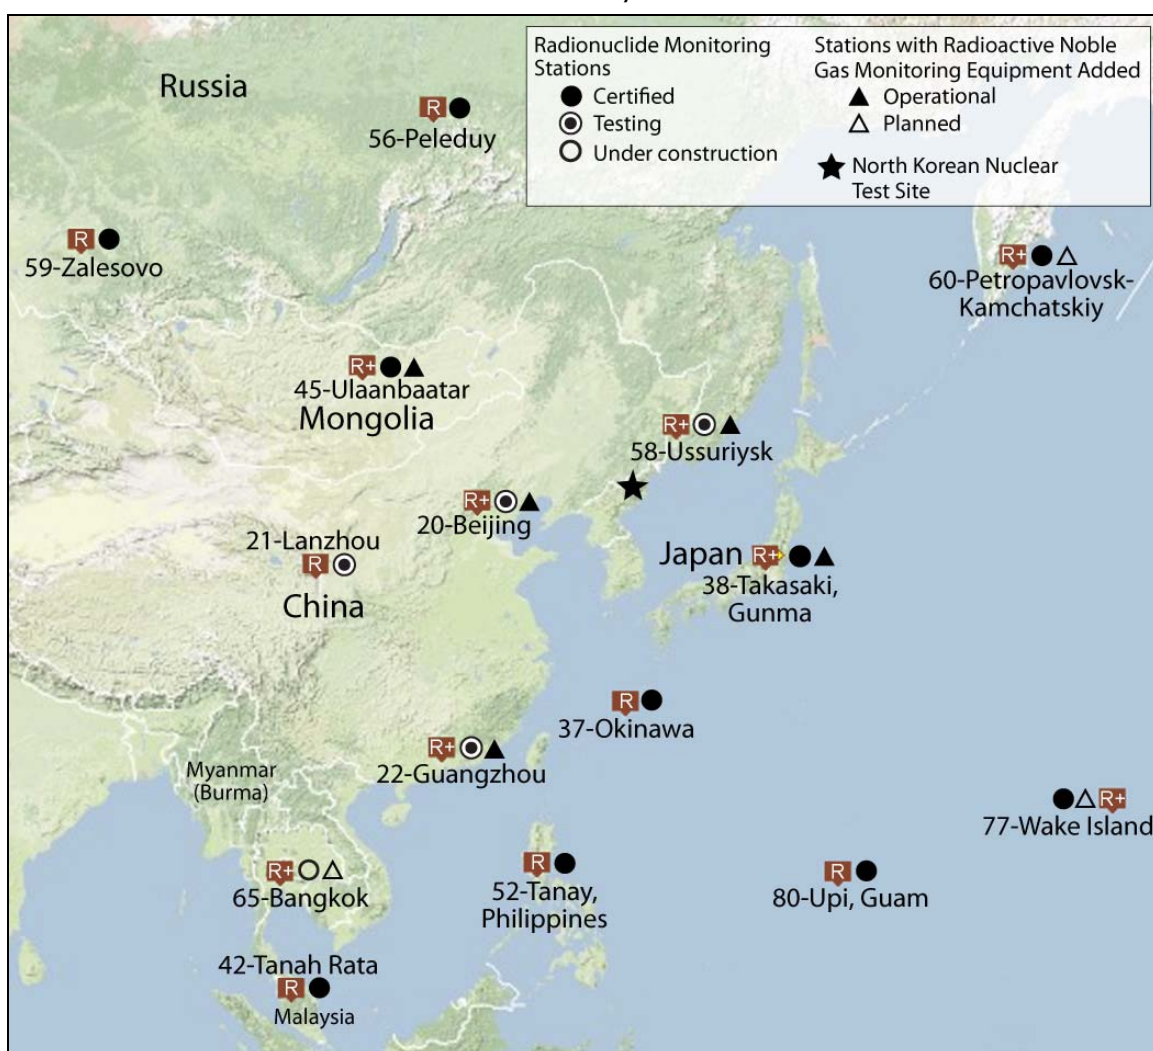 Radionuclide Monitoring
Stations
Certified
Testing
Under construction
Stations with Radioactive Noble
Gas Monitoring Equipment Added
Operational
Planned
North Korean Nuclear
Test Site
Russia
R
56-Peleduy
R
59-Zalesovo
R+
60-Petropavlovsk-
Kamchatskiy
R+
45-Ulaanbaatar
Mongolia
R+
58-Ussuriysk
R+
20-Beijing
21-Lanzhou
R
China
Japan R+
38-Takasaki,
Gunma
R
37-Okinawa
R+
22-Guangzhou
Myanmar
(Burma)
R+
77-Wake Island
R+
65-Bangkok
R
52-Tanay,
Philippines
R
80-Upi, Guam
42-Tanah Rata
R
Malaysia